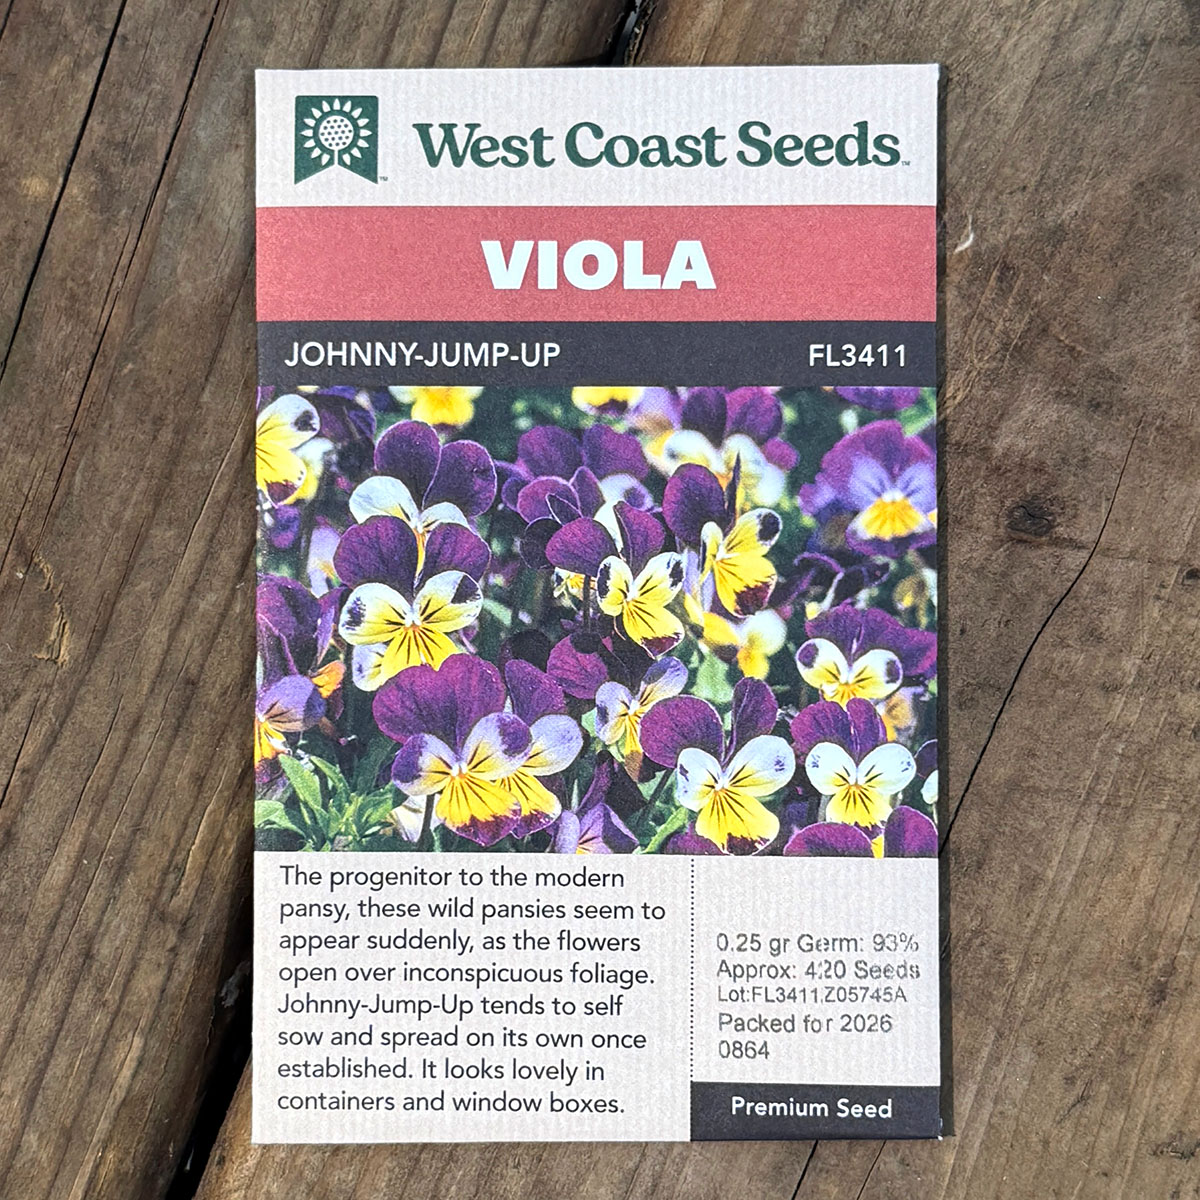 West Coast Seeds™
VIOLA
JOHNNY-JUMP-UP FL3411
The progenitor to the modern
pansy, these wild pansies seem to
appear suddenly, as the flowers
open over inconspicuous foliage.
Johnny-Jump-Up tends to self
sow and spread on its own once
established. It looks lovely in
containers and window boxes.
0.25 gr Germ: 93%
Approx: 420 Seeds
Lot:FL3411,Z05745A
Packed for 2026
0864
Premium Seed